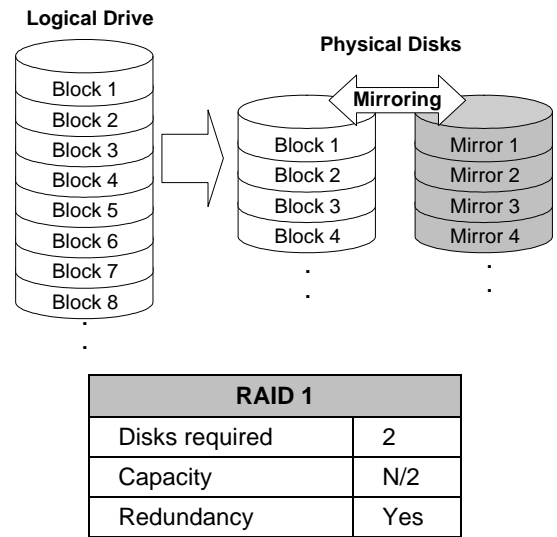 Logical Drive
Physical Disks
Block 1
Block 2
Block 3
Block 4
Block 5
Block 6
Block 7
Block 8
.
.
Mirroring
Block 1
Block 2
Block 3
Block 4
.
.
Mirror 1
Mirror 2
Mirror 3
Mirror 4
.
.
RAID 1
Disks required 2
Capacity N/2
Redundancy Yes